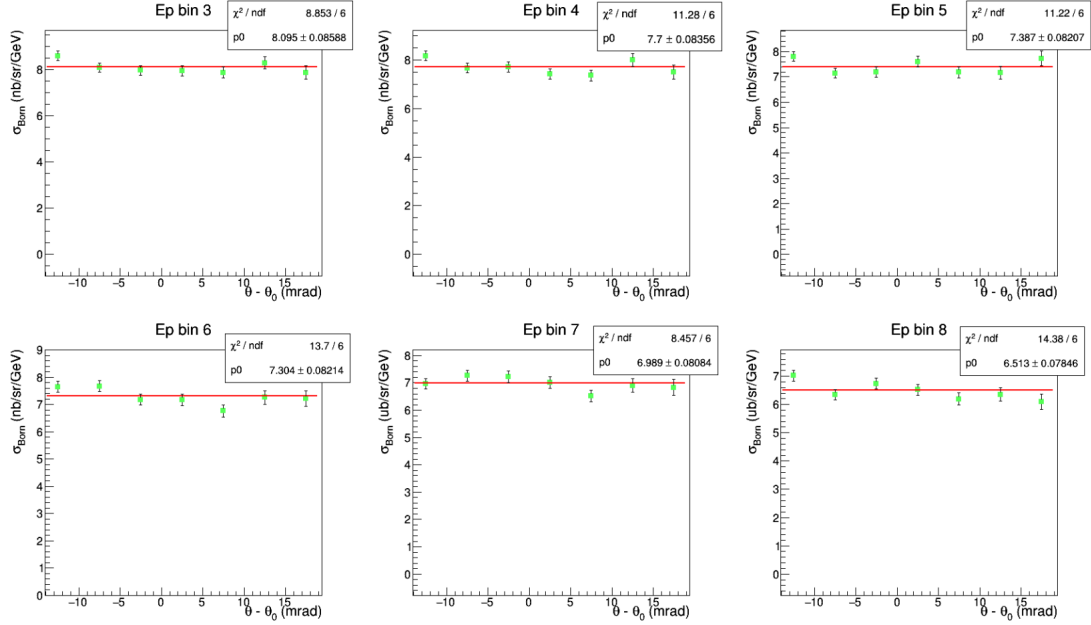 Ep bin 3
χ² / ndf 8.853 / 6
p0 8.095 ± 0.08588
σBorn (nb/sr/GeV)
8
6
4
2
0
−10 −5 0 5 10 15
θ - θ0 (mrad)
Ep bin 4
χ² / ndf 11.28 / 6
p0 7.7 ± 0.08356
σBorn (nb/sr/GeV)
8
6
4
2
0
−10 −5 0 5 10 15
θ - θ0 (mrad)
Ep bin 5
χ² / ndf 11.22 / 6
p0 7.387 ± 0.08207
σBorn (nb/sr/GeV)
8
7
6
5
4
3
2
1
0
−10 −5 0 5 10 15
θ - θ0 (mrad)
Ep bin 6
χ² / ndf 13.7 / 6
p0 7.304 ± 0.08214
σBorn (nb/sr/GeV)
9
8
7
6
5
4
3
2
1
0
−10 −5 0 5 10 15
θ - θ0 (mrad)
Ep bin 7
χ² / ndf 8.457 / 6
p0 6.989 ± 0.08084
σBorn (ub/sr/GeV)
8
7
6
5
4
3
2
1
0
−10 −5 0 5 10 15
θ - θ0 (mrad)
Ep bin 8
χ² / ndf 14.38 / 6
p0 6.513 ± 0.07846
σBorn (ub/sr/GeV)
7
6
5
4
3
2
1
0
−10 −5 0 5 10 15
θ - θ0 (mrad)